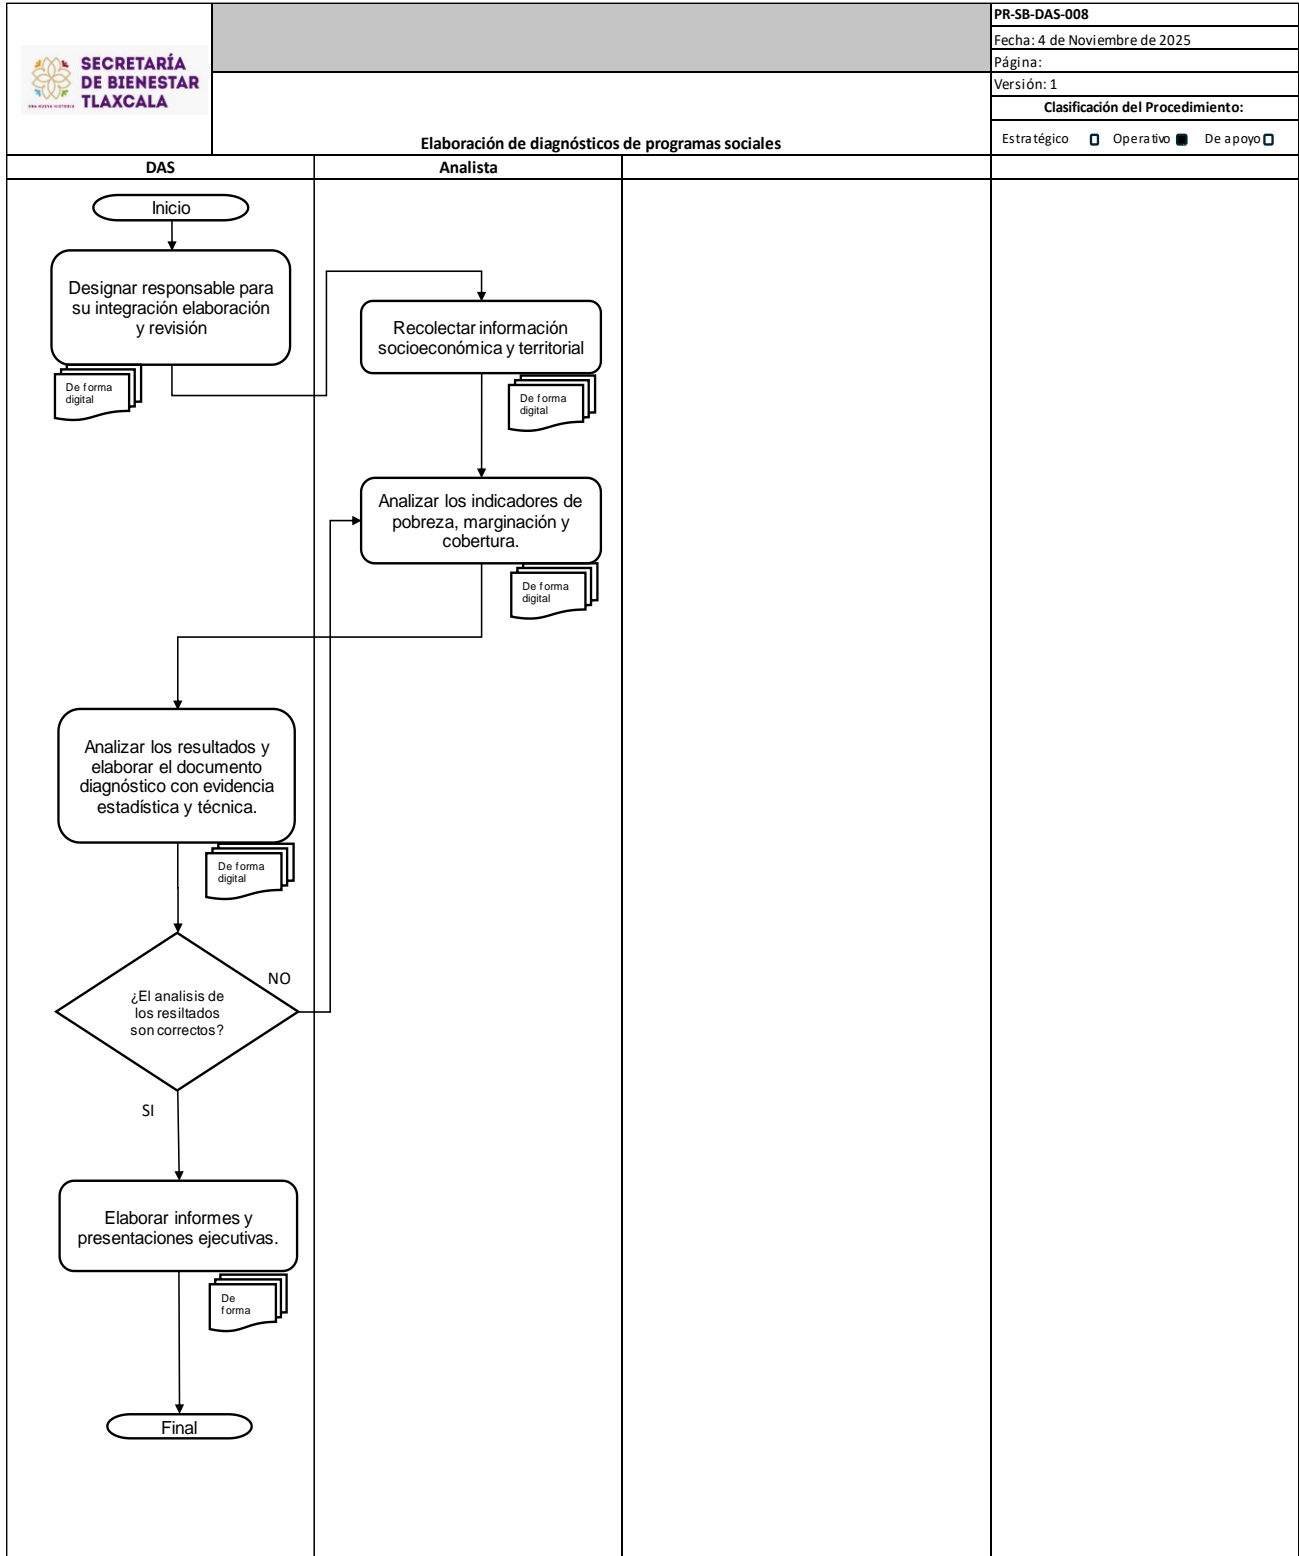 PR-SB-DAS-008
Fecha: 4 de Noviembre de 2025
Página:
Versión: 1
Clasificación del Procedimiento:
Estratégico Operativo De apoyo
SECRETARÍA
DE BIENESTAR
TLAXCALA
UNA NUEVA HISTORIA
Elaboración de diagnósticos de programas sociales
DAS
Analista
Inicio
Designar responsable para
su integración elaboración
y revisión
De forma
digital
Recolectar información
socioeconómica y territorial
De forma
digital
Analizar los indicadores de
pobreza, marginación y
cobertura.
De forma
digital
Analizar los resultados y
elaborar el documento
diagnóstico con evidencia
estadística y técnica.
De forma
digital
¿El analisis de
los resiltados
son correctos?
NO
SI
Elaborar informes y
presentaciones ejecutivas.
De
forma
Final